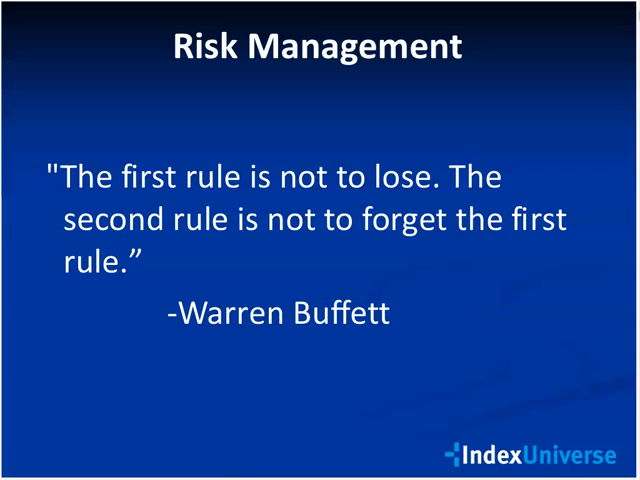 Risk Management
"The first rule is not to lose. The
second rule is not to forget the first
rule.”
-Warren Buffett
IndexUniverse